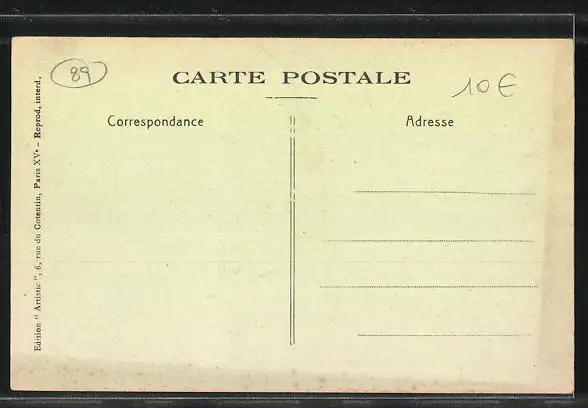 89
CARTE POSTALE
10€
Correspondance
Adresse
Edition "Artistic", 6, rue du Cotentin, Paris XVe - Reprod. interd.